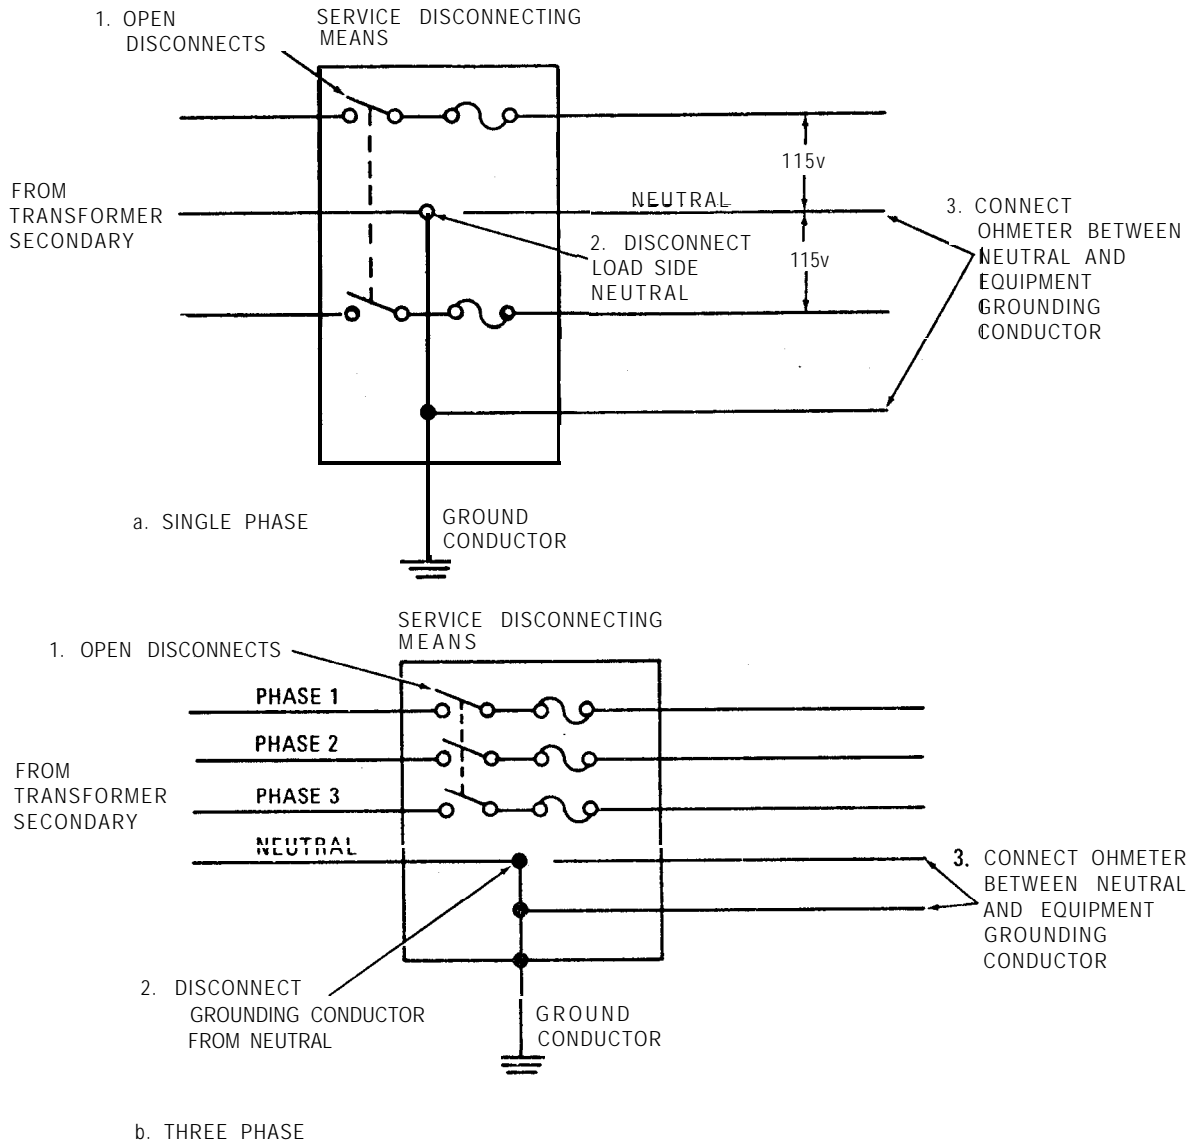 1. OPEN
DISCONNECTS
SERVICE DISCONNECTING
MEANS
115v
FROM
TRANSFORMER
SECONDARY
NEUTRAL
2. DISCONNECT
LOAD SIDE
NEUTRAL
115v
3. CONNECT
OHMETER BETWEEN
NEUTRAL AND
EQUIPMENT
GROUNDING
CONDUCTOR
a. SINGLE PHASE
GROUND
CONDUCTOR
SERVICE DISCONNECTING
MEANS
1. OPEN DISCONNECTS
PHASE 1
PHASE 2
FROM
TRANSFORMER
SECONDARY
PHASE 3
NEUTRAL
3. CONNECT OHMETER
BETWEEN NEUTRAL
AND EQUIPMENT
GROUNDING
CONDUCTOR
2. DISCONNECT
GROUNDING CONDUCTOR
FROM NEUTRAL
GROUND
CONDUCTOR
b. THREE PHASE